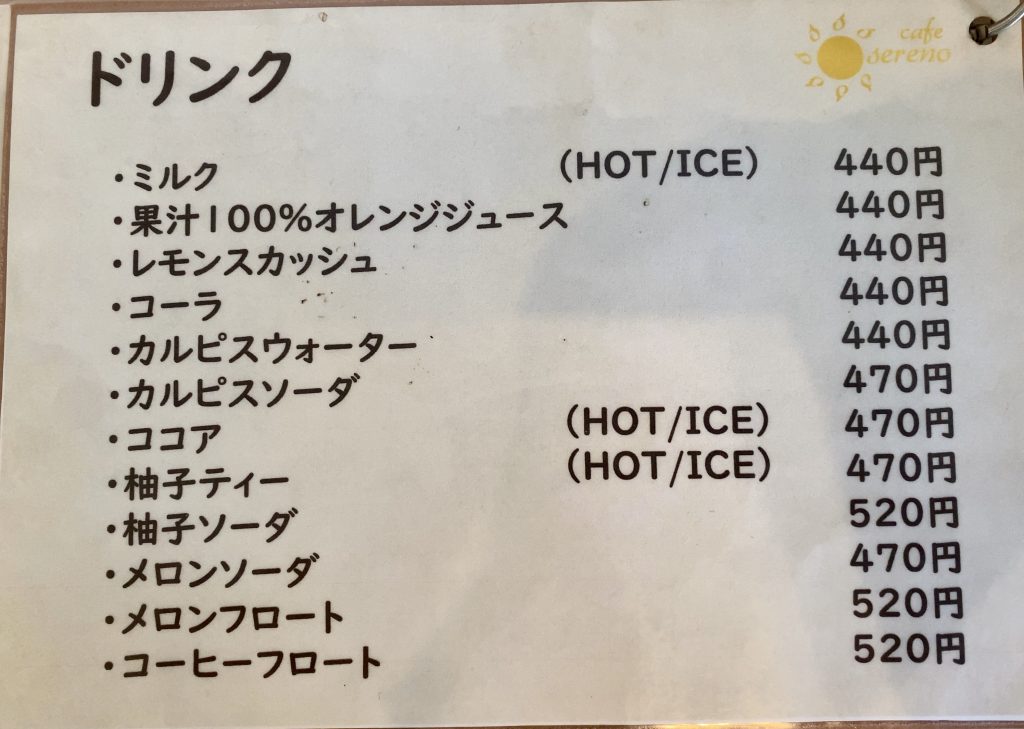 ドリンク
cafe
sereno
・ミルク (HOT/ICE) 440円
・果汁100%オレンジジュース 440円
・レモンスカッシュ 440円
・コーラ 440円
・カルピスウォーター 440円
・カルピスソーダ 470円
・ココア (HOT/ICE) 470円
・柚子ティー (HOT/ICE) 470円
・柚子ソーダ 520円
・メロンソーダ 470円
・メロンフロート 520円
・コーヒーフロート 520円